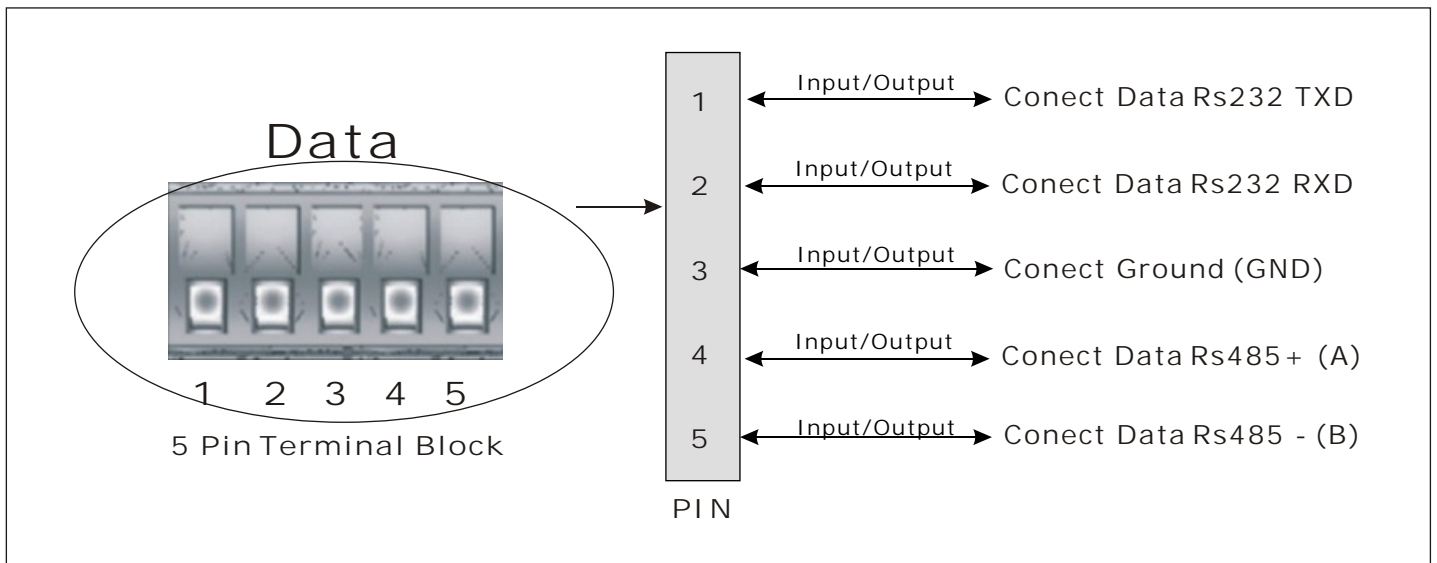 Data
1 2 3 4 5
5 Pin Terminal Block
1 Input/Output Conect Data Rs232 TXD
2 Input/Output Conect Data Rs232 RXD
3 Input/Output Conect Ground (GND)
4 Input/Output Conect Data Rs485+ (A)
5 Input/Output Conect Data Rs485 - (B)
PIN